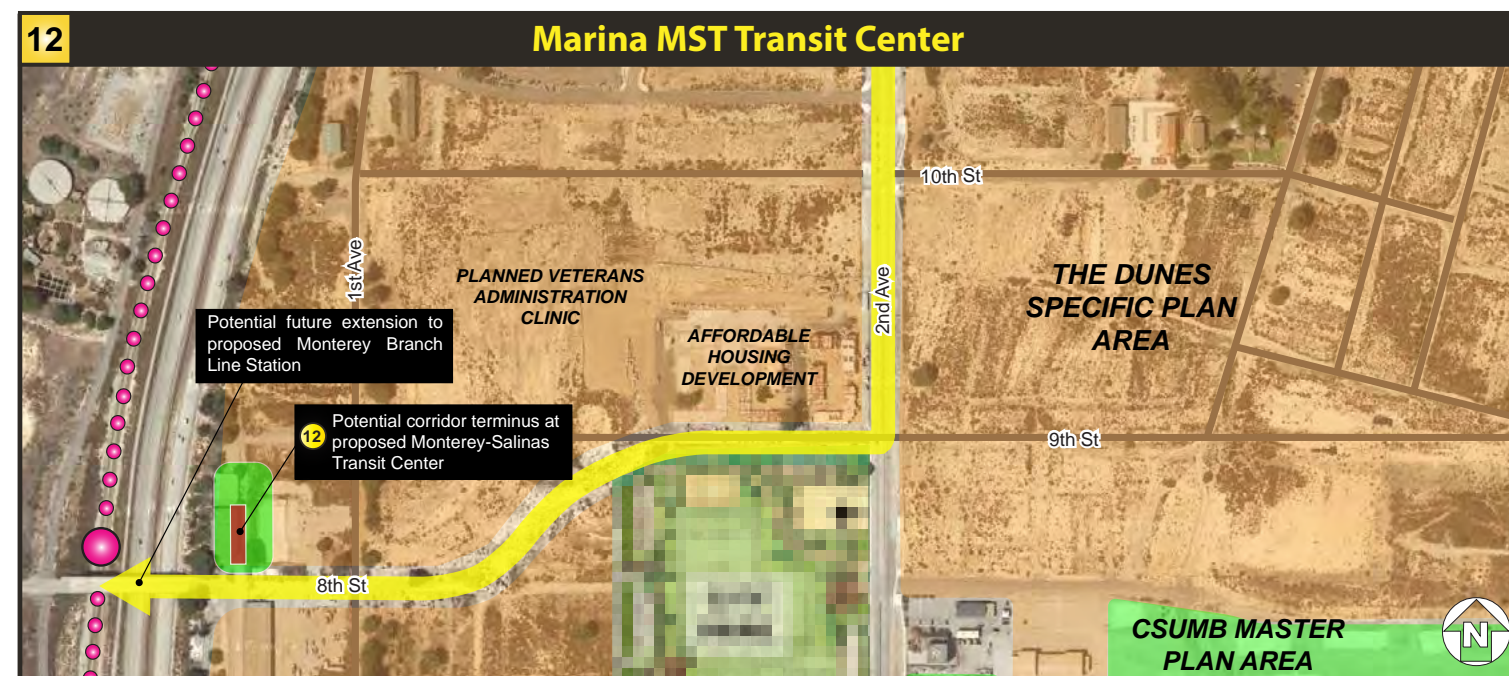 12
Marina MST Transit Center
10th St
1st Ave
PLANNED VETERANS
ADMINISTRATION
CLINIC
2nd Ave
THE DUNES
SPECIFIC PLAN
AREA
Potential future extension to
proposed Monterey Branch
Line Station
AFFORDABLE
HOUSING
DEVELOPMENT
12
Potential corridor terminus at
proposed Monterey-Salinas
Transit Center
9th St
8th St
CSUMB MASTER
PLAN AREA
N